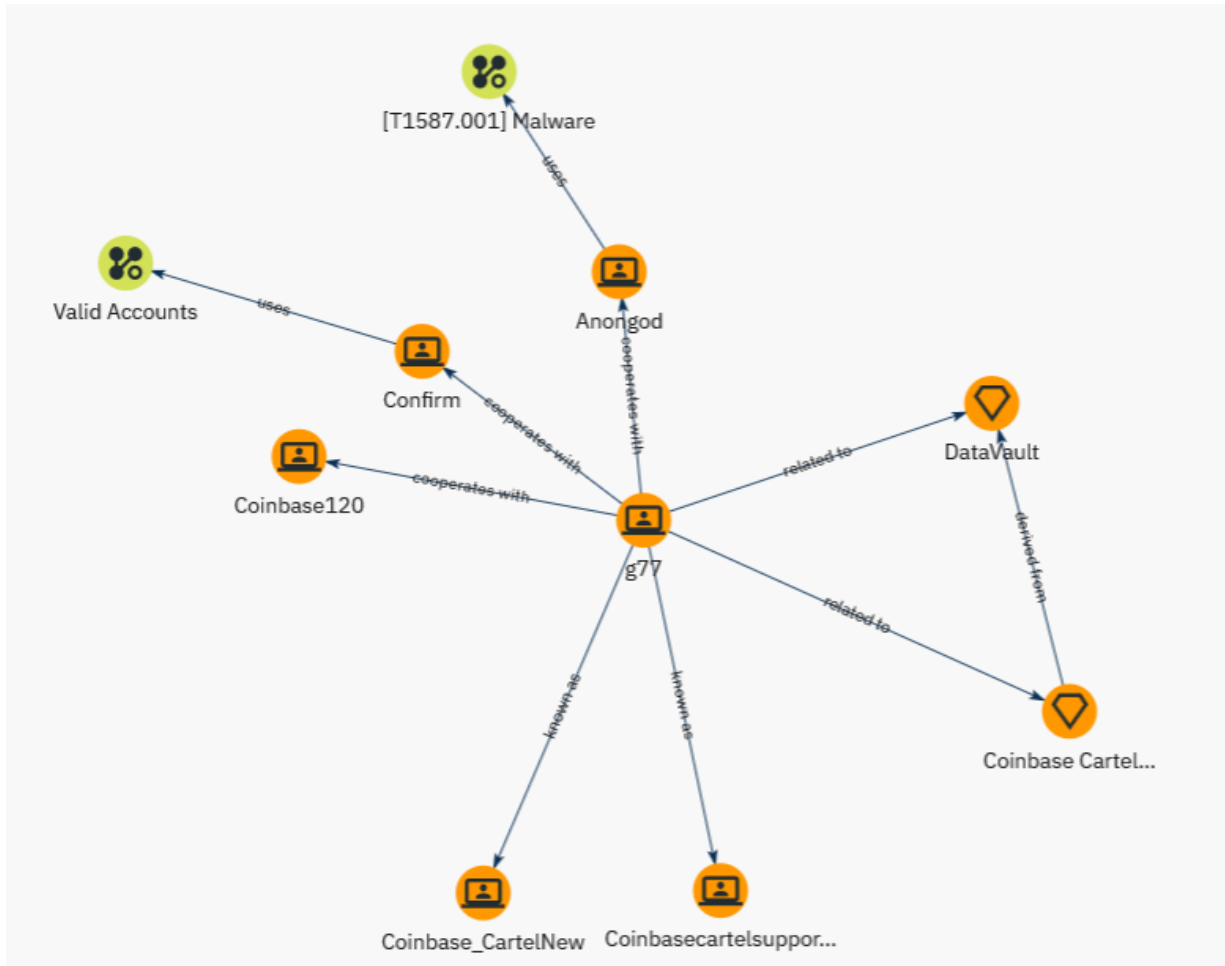 [T1587.001] Malware
uses
Valid Accounts
uses
Anongod
Confirm
cooperates with
cooperates with
DataVault
related to
Coinbase120
cooperates with
g77
derived from
related to
known as
known as
Coinbase Cartel...
Coinbase_CartelNew
Coinbasecartelsuppor...